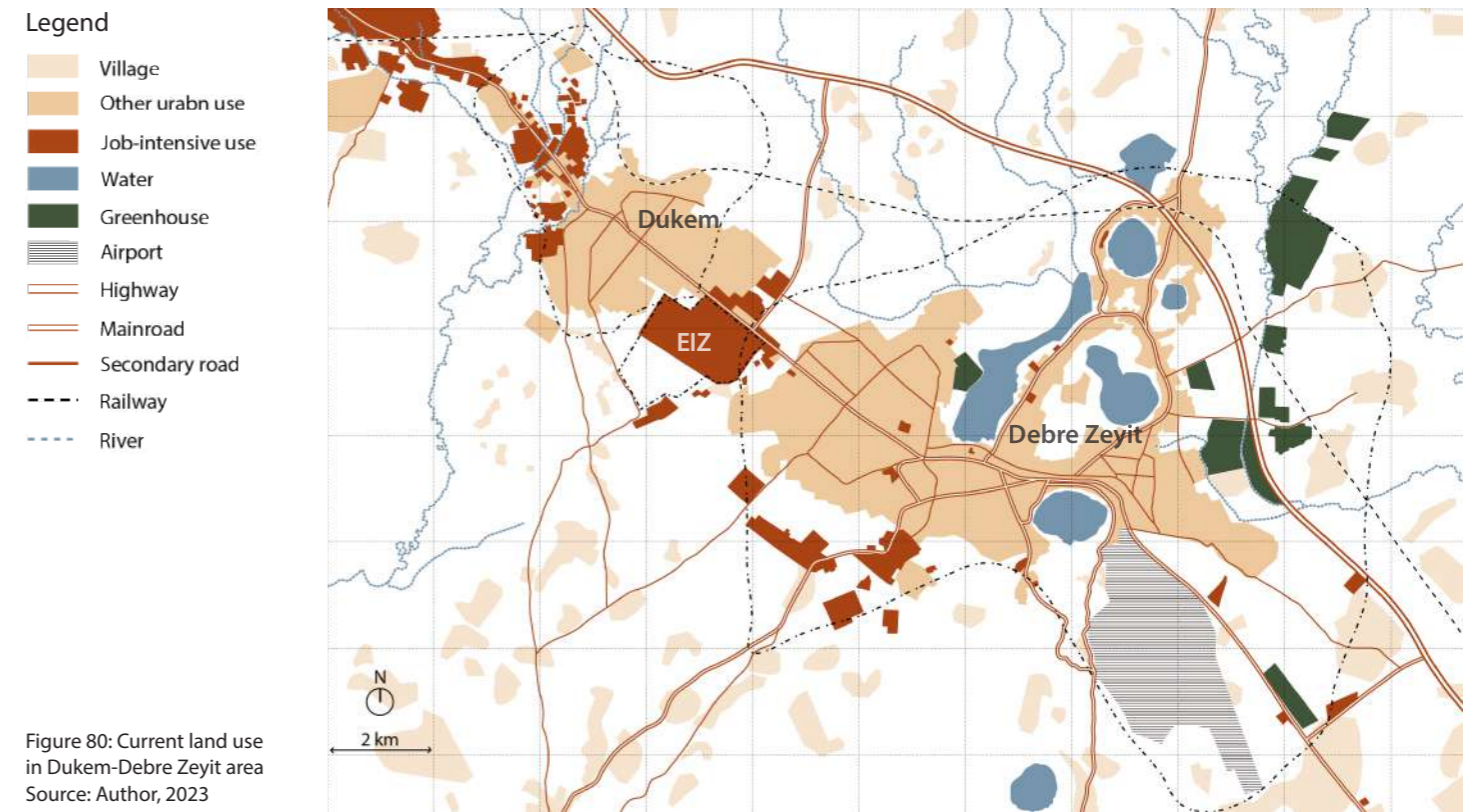 Legend
Village
Other urabn use
Job-intensive use
Water
Greenhouse
Airport
Highway
Mainroad
Secondary road
Railway
River
Dukem
EIZ
Debre Zeyit
N
2 km
Figure 80: Current land use
in Dukem-Debre Zeyit area
Source: Author, 2023